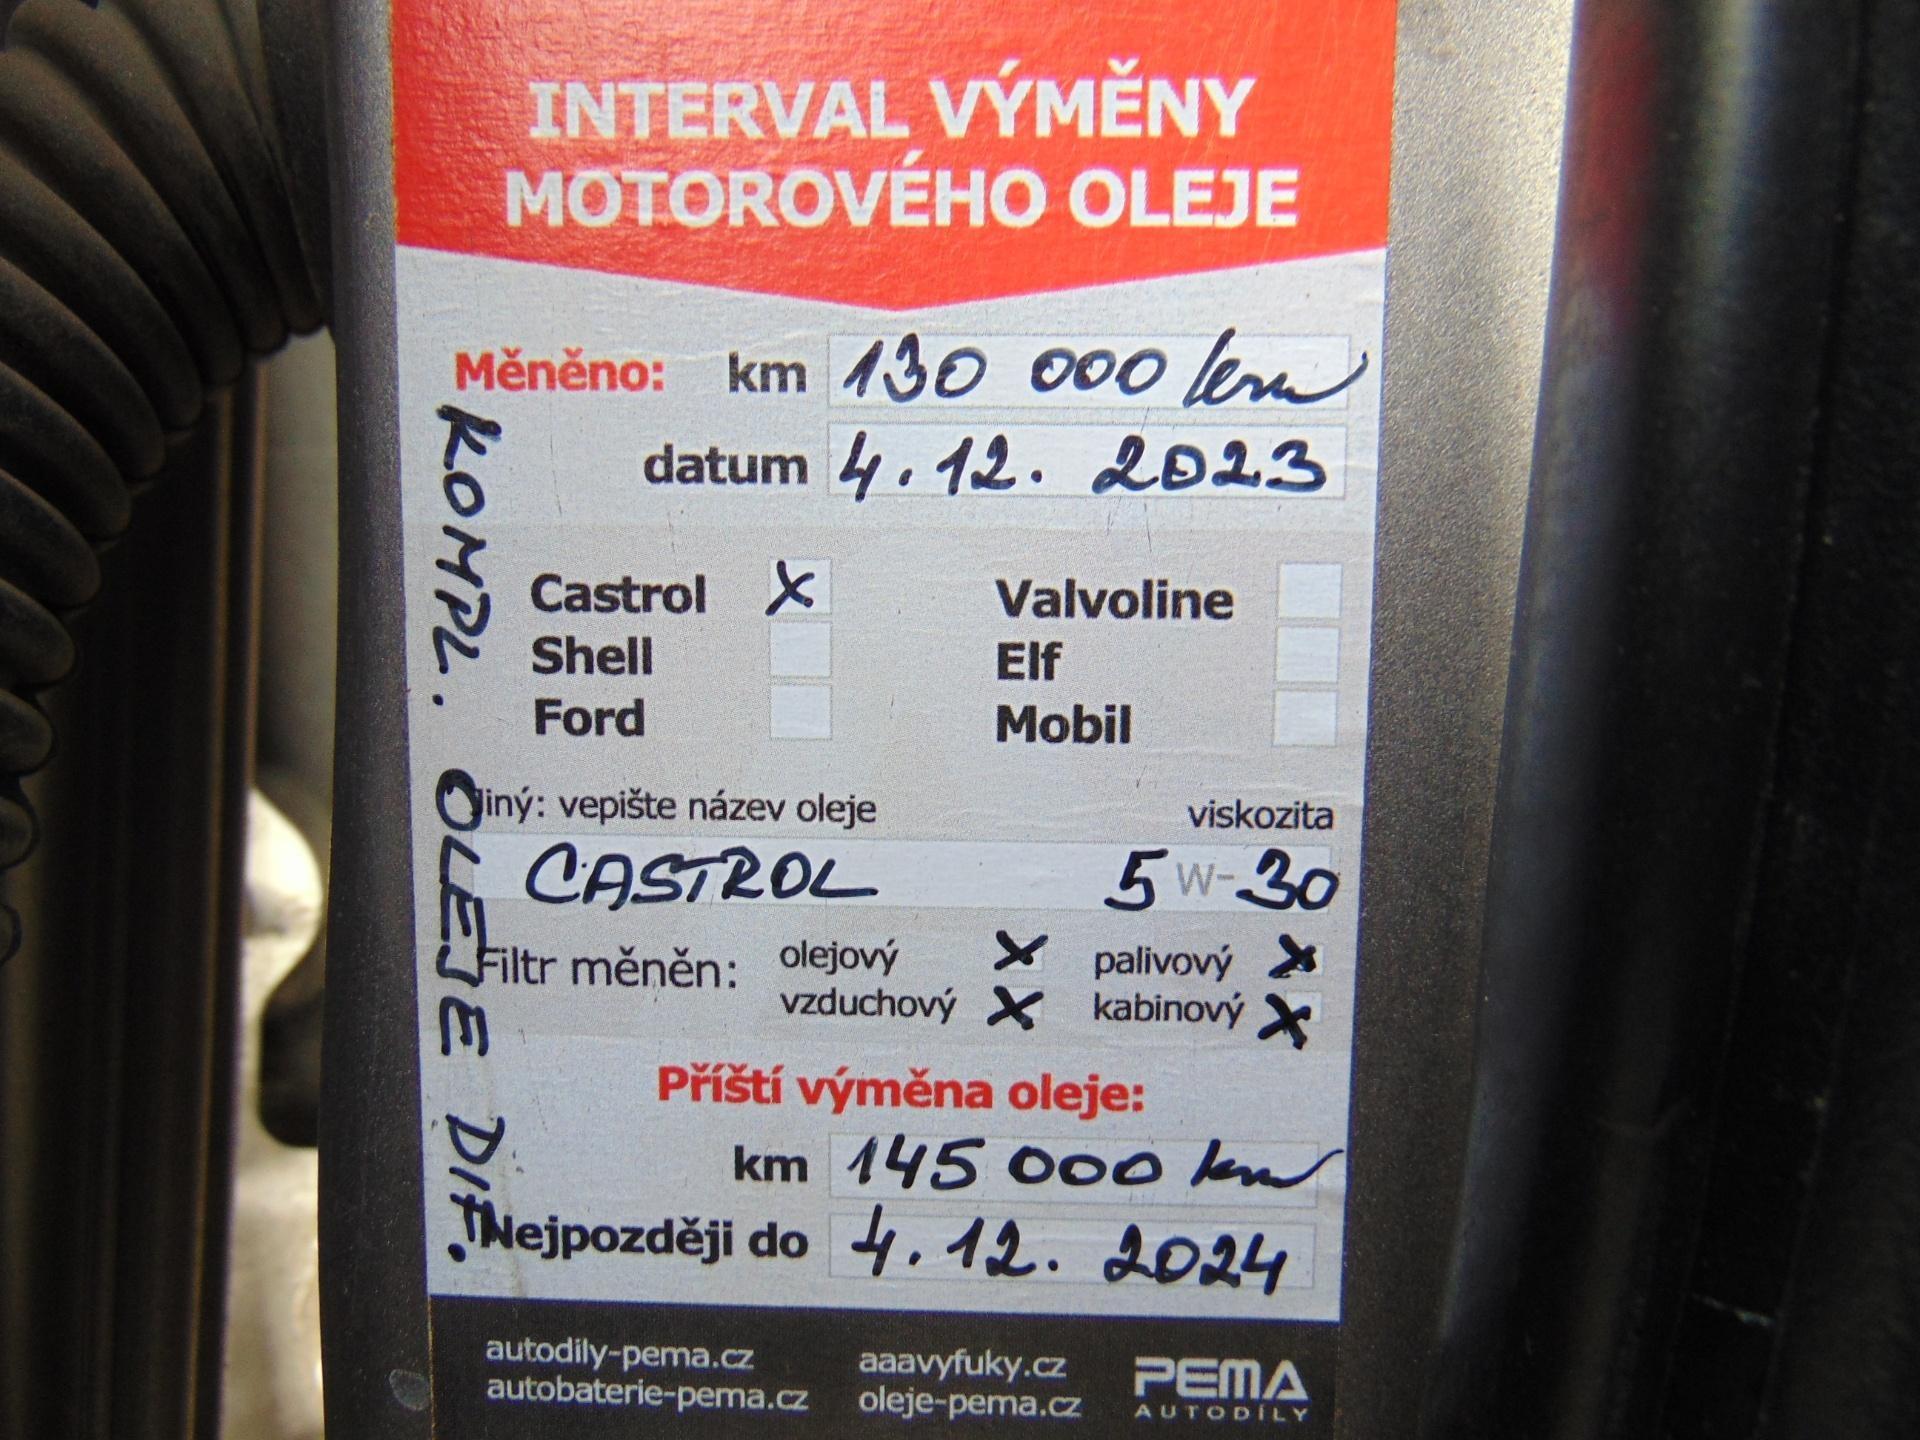 INTERVAL VÝMĚNY
MOTOROVÉHO OLEJE
Měněno: km 130 000 km
datum 4.12.2023
Castrol X Valvoline
Shell Elf
Ford Mobil
Jiný: vepište název oleje viskozita
CASTROL 5 W- 30
Filtr měněn: olejový X palivový X
vzduchový X kabinový X
Příští výměna oleje:
km 145 000 km
Nejpozději do 4.12.2024
KOMPL. OLEJE DIF.
autodily-pema.cz aaavyfuky.cz
autobaterie-pema.cz oleje-pema.cz
PEMA
AUTODÍLY